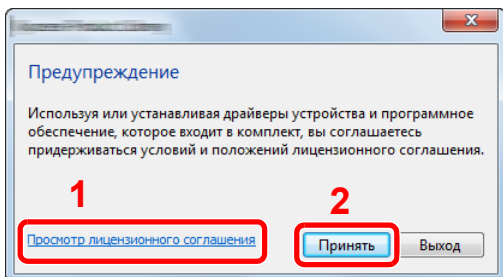 Предупреждение
Используя или устанавливая драйверы устройства и программное
обеспечение, которое входит в комплект, вы соглашаетесь
придерживаться условий и положений лицензионного соглашения.
1
2
Просмотр лицензионного соглашения
Принять
Выход